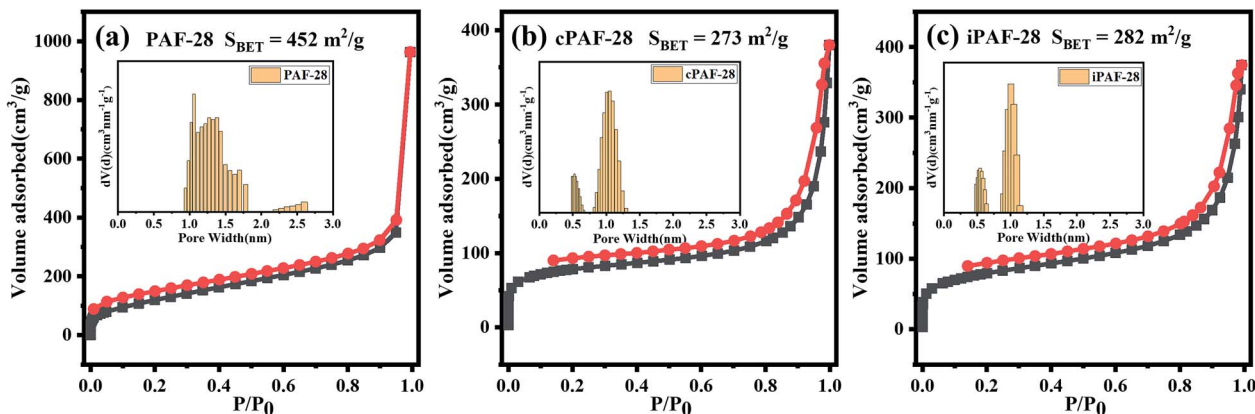 (a) PAF-28 S_BET = 452 m²/g
PAF-28
dV(d)(cm³nm⁻¹g⁻¹)
0.0 0.5 1.0 1.5 2.0 2.5 3.0
Pore Width(nm)
Volume adsorbed(cm³/g)
1000
800
600
400
200
0
0.0 0.2 0.4 0.6 0.8 1.0
P/P₀
(b) cPAF-28 S_BET = 273 m²/g
cPAF-28
dV(d)(cm³nm⁻¹g⁻¹)
0.0 0.5 1.0 1.5 2.0 2.5 3.0
Pore Width(nm)
Volume adsorbed(cm³/g)
400
300
200
100
0
0.0 0.2 0.4 0.6 0.8 1.0
P/P₀
(c) iPAF-28 S_BET = 282 m²/g
iPAF-28
dV(d)(cm³nm⁻¹g⁻¹)
0.0 0.5 1.0 1.5 2.0 2.5 3.0
Pore Width(nm)
Volume adsorbed(cm³/g)
400
300
200
100
0
0.0 0.2 0.4 0.6 0.8 1.0
P/P₀